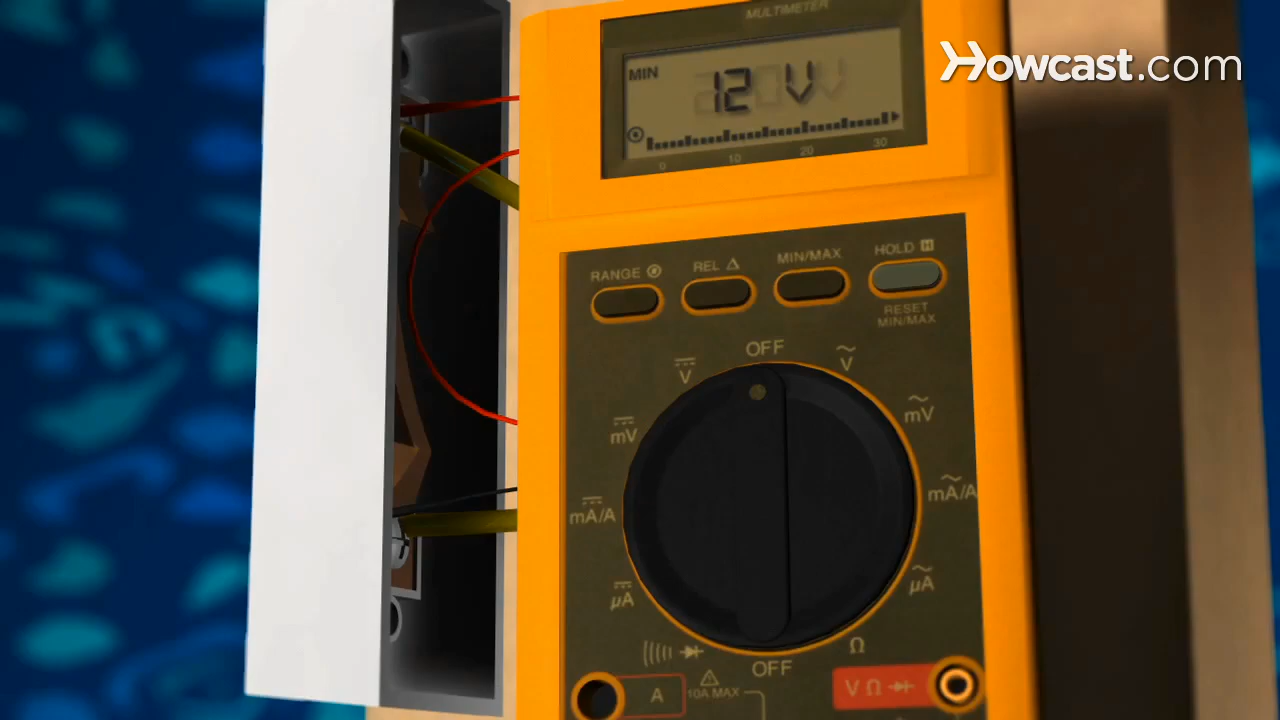 MULTIMETER
Howcast.com
MIN
12 V
0 10 20 30
RANGE
REL △
MIN/MAX
HOLD H
RESET
MIN/MAX
OFF
V
V
mV
mV
mA/A
mA/A
µA
µA
Ω
OFF
A
10A MAX
V Ω